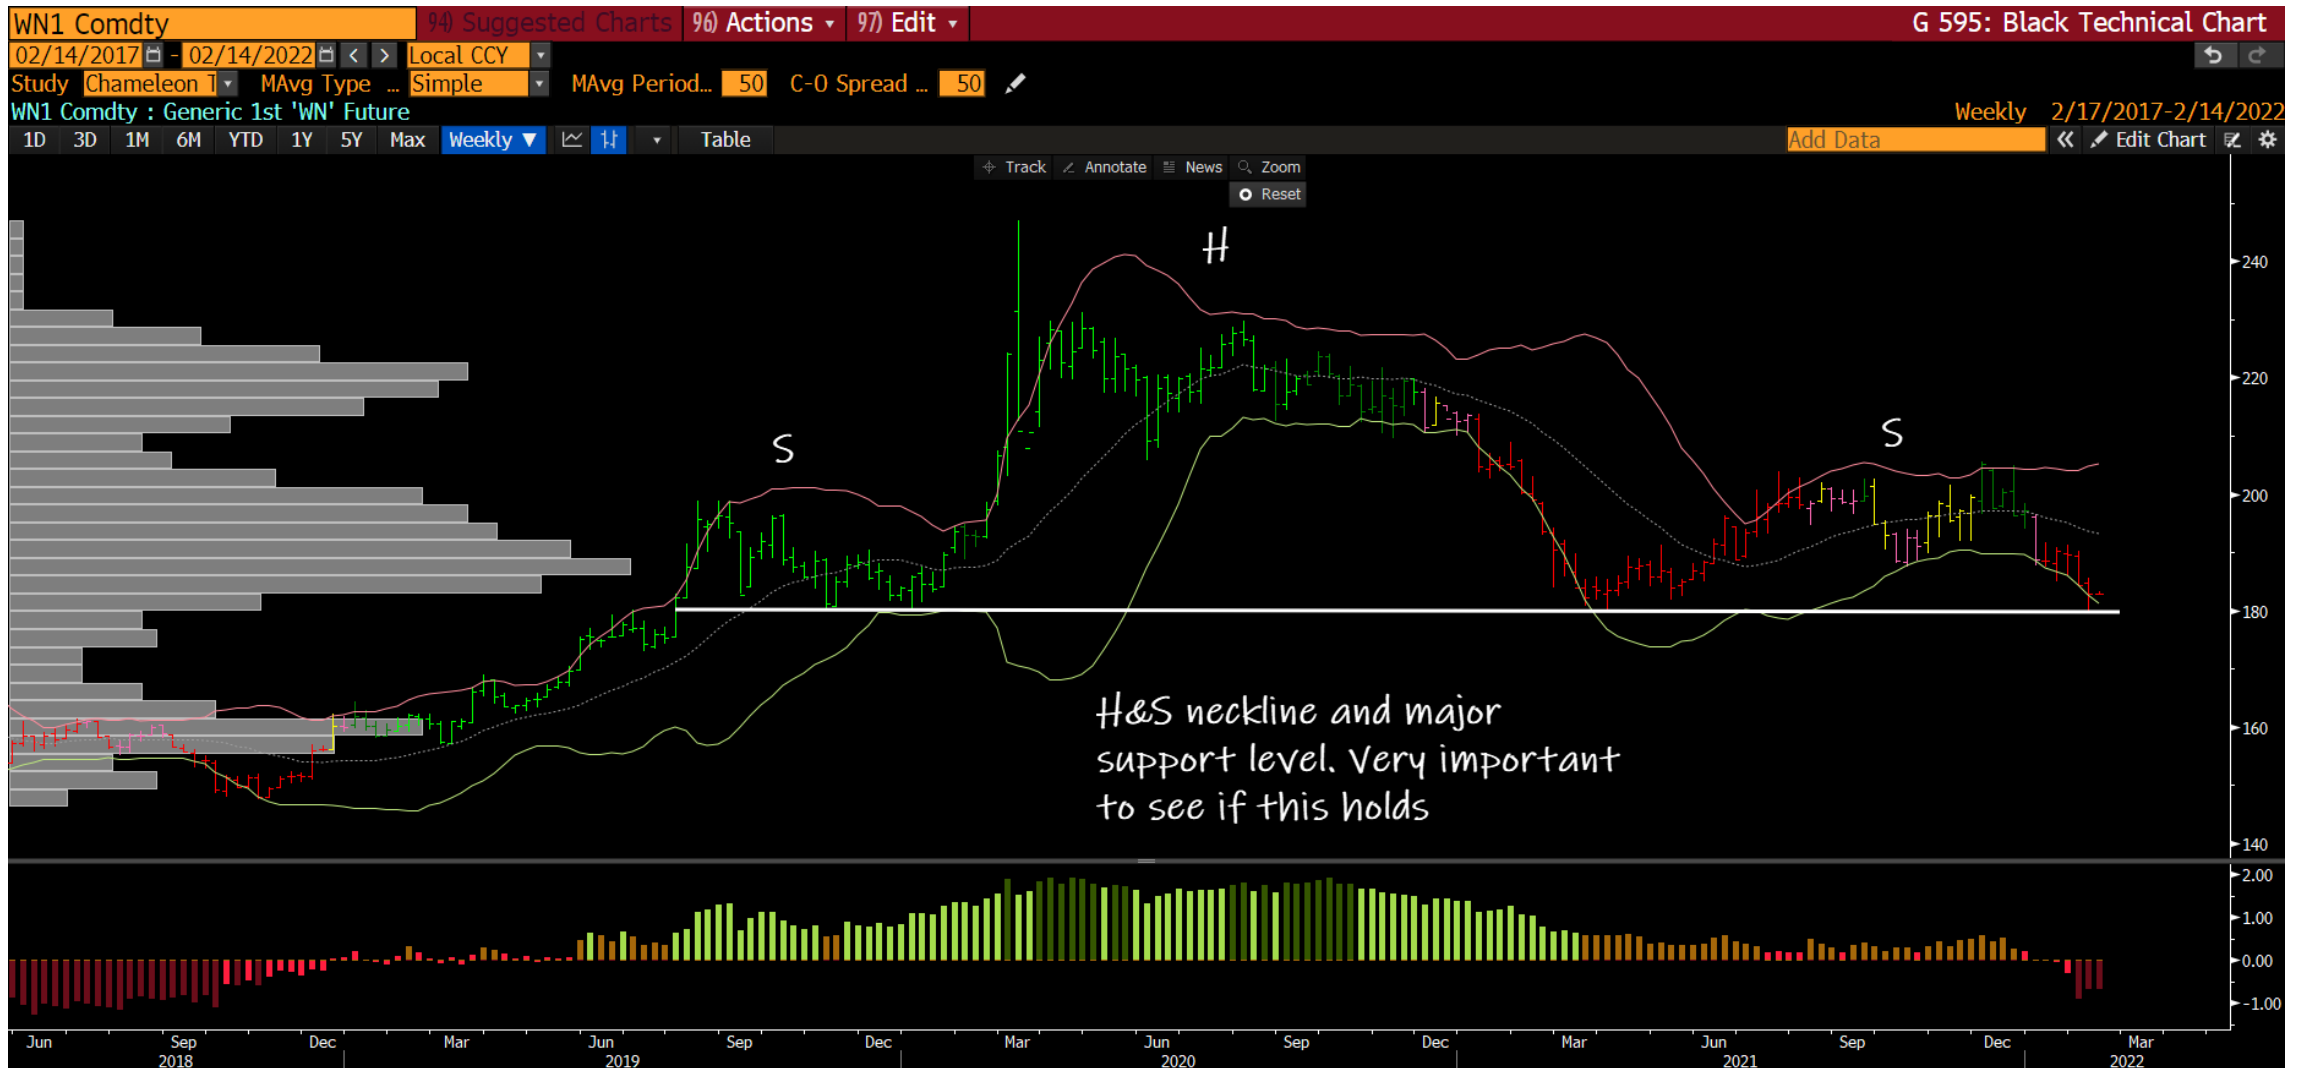 WN1 Comdty 94) Suggested Charts 96) Actions 97) Edit G 595: Black Technical Chart
02/14/2017 - 02/14/2022 < > Local CCY
Study Chameleon T MAvg Type ... Simple MAvg Period... 50 C-O Spread ... 50
WN1 Comdty : Generic 1st 'WN' Future Weekly 2/17/2017-2/14/2022
1D 3D 1M 6M YTD 1Y 5Y Max Weekly ▼ Table Add Data « Edit Chart
Track Annotate News Zoom
Reset
H
240
220
S
S
200
180
H&S neckline and major
support level. Very important
to see if this holds
160
140
2.00
1.00
0.00
-1.00
Jun Sep Dec Mar Jun Sep Dec Mar Jun Sep Dec Mar Jun Sep Dec Mar
2018 2019 2020 2021 2022